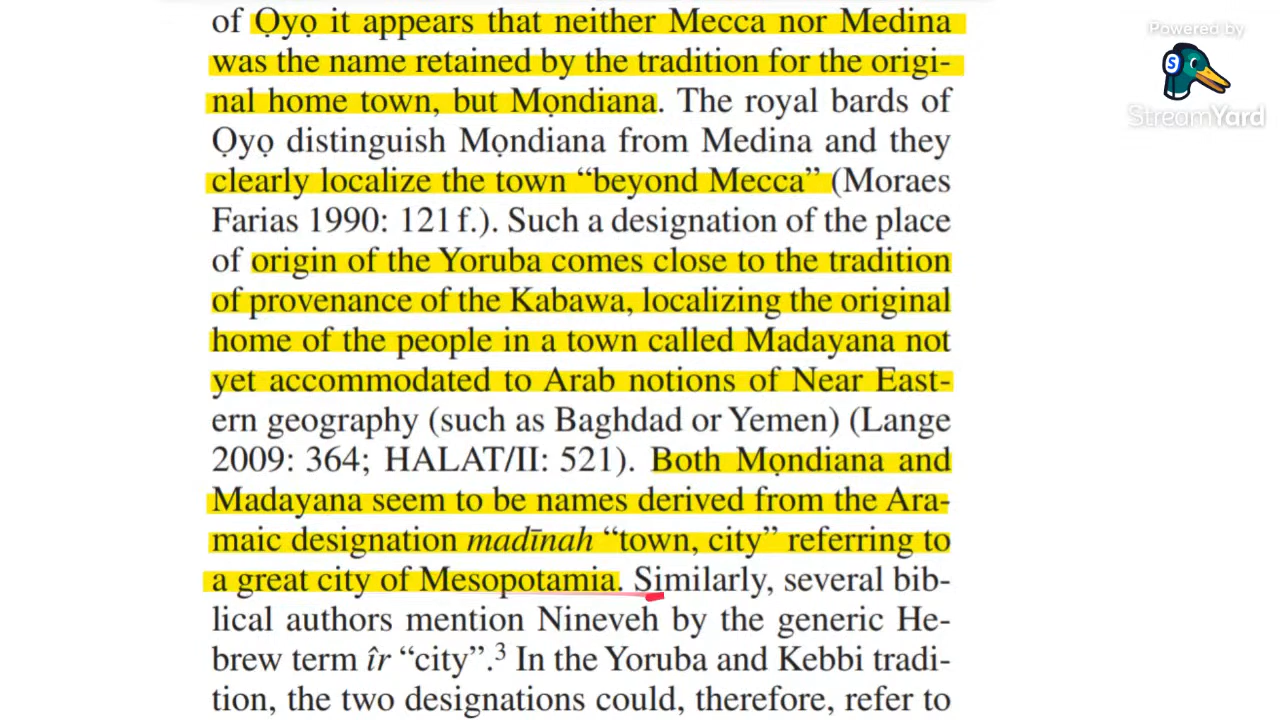 of Ọyọ it appears that neither Mecca nor Medina
was the name retained by the tradition for the origi-
nal home town, but Mọndiana. The royal bards of
Ọyọ distinguish Mọndiana from Medina and they
clearly localize the town “beyond Mecca” (Moraes
Farias 1990: 121 f.). Such a designation of the place
of origin of the Yoruba comes close to the tradition
of provenance of the Kabawa, localizing the original
home of the people in a town called Madayana not
yet accommodated to Arab notions of Near East-
ern geography (such as Baghdad or Yemen) (Lange
2009: 364; HALAT/II: 521). Both Mọndiana and
Madayana seem to be names derived from the Ara-
maic designation madīnah “town, city” referring to
a great city of Mesopotamia. Similarly, several bib-
lical authors mention Nineveh by the generic He-
brew term îr “city”.³ In the Yoruba and Kebbi tradi-
tion, the two designations could, therefore, refer to
Powered by
S
StreamYard